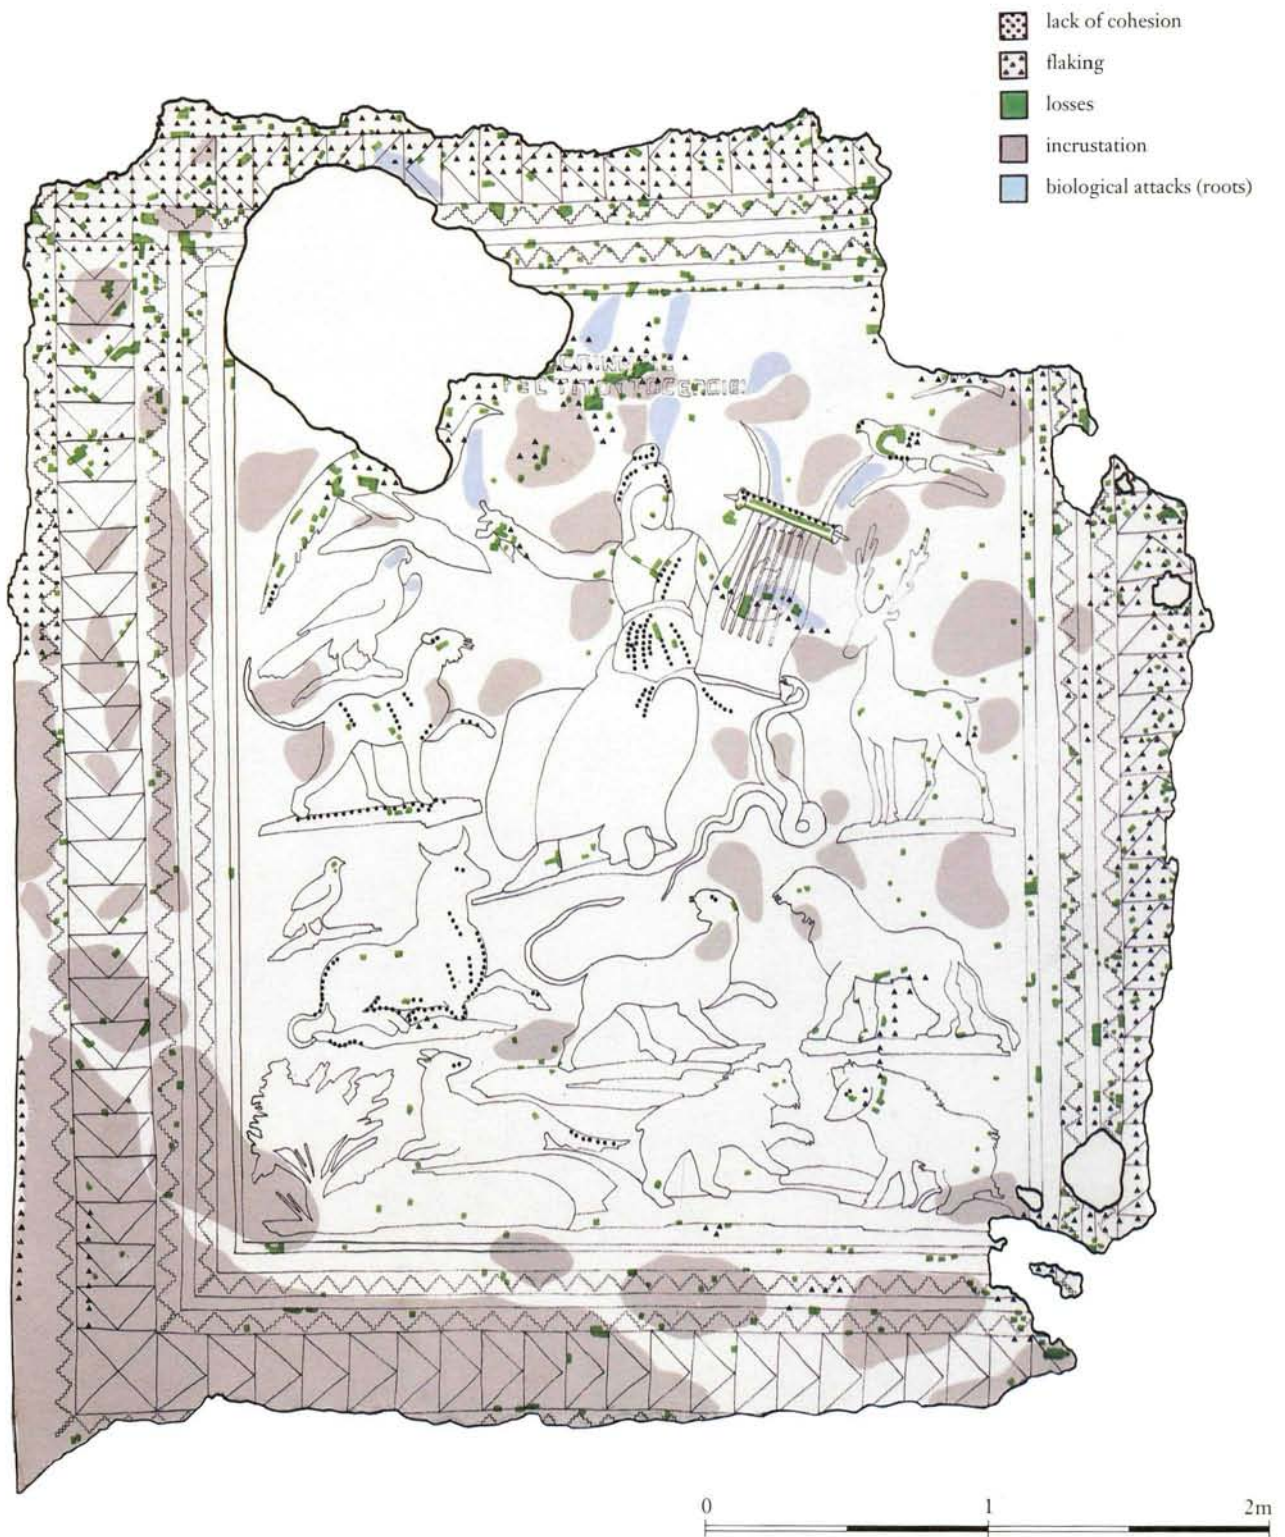 lack of cohesion
flaking
losses
incrustation
biological attacks (roots)
0 1 2m